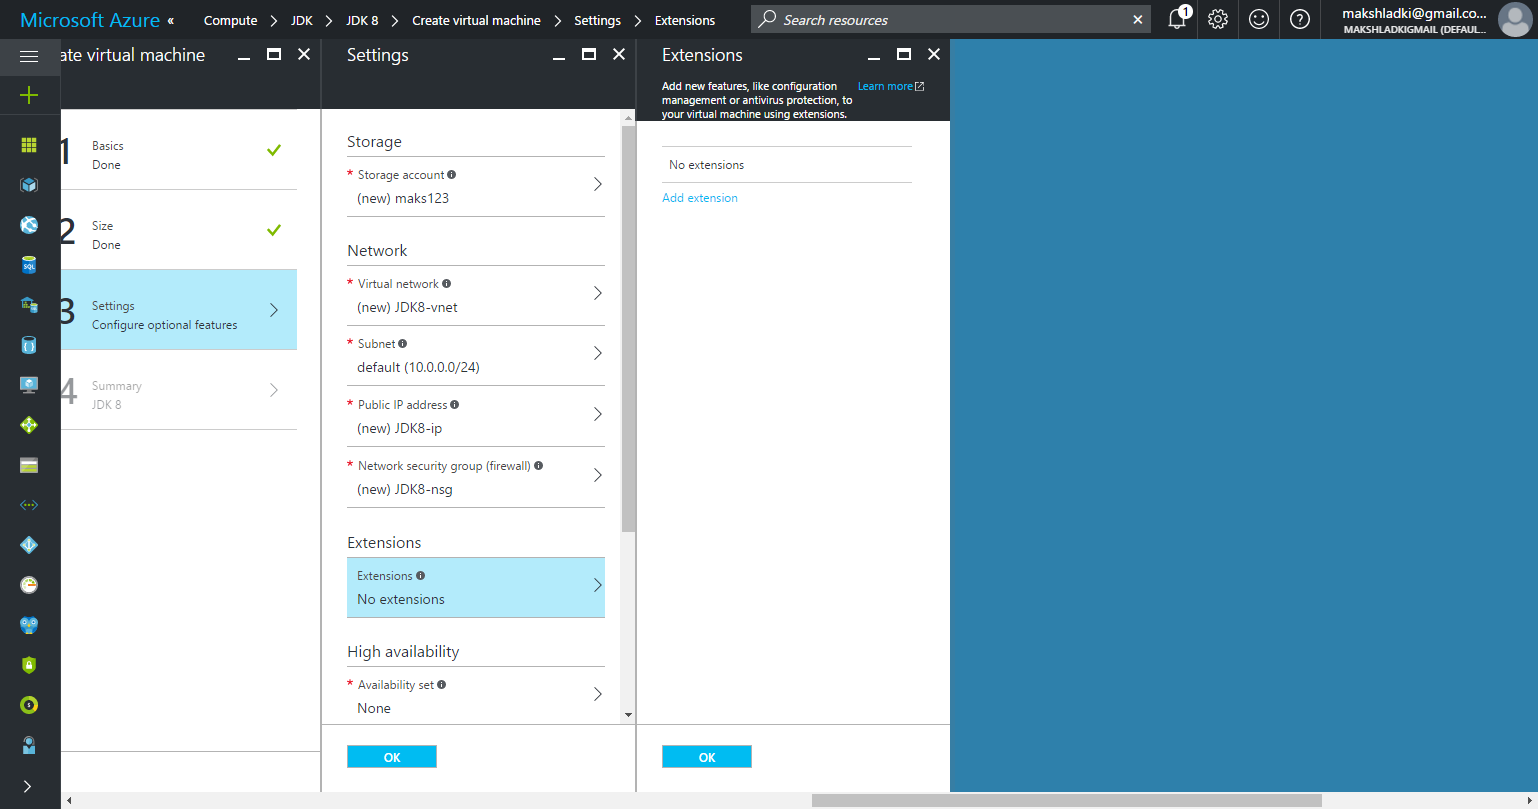 Microsoft Azure «
Compute > JDK > JDK 8 > Create virtual machine > Settings > Extensions
Search resources
1
makshladki@gmail.co...
MAKSHLADKIGMAIL (DEFAUL...
ate virtual machine
1
Basics
Done
2
Size
Done
3
Settings
Configure optional features
4
Summary
JDK 8
Settings
Storage
* Storage account
(new) maks123
Network
* Virtual network
(new) JDK8-vnet
* Subnet
default (10.0.0.0/24)
* Public IP address
(new) JDK8-ip
* Network security group (firewall)
(new) JDK8-nsg
Extensions
Extensions
No extensions
High availability
* Availability set
None
OK
Extensions
Add new features, like configuration
management or antivirus protection, to
your virtual machine using extensions.
Learn more
No extensions
Add extension
OK
SQL